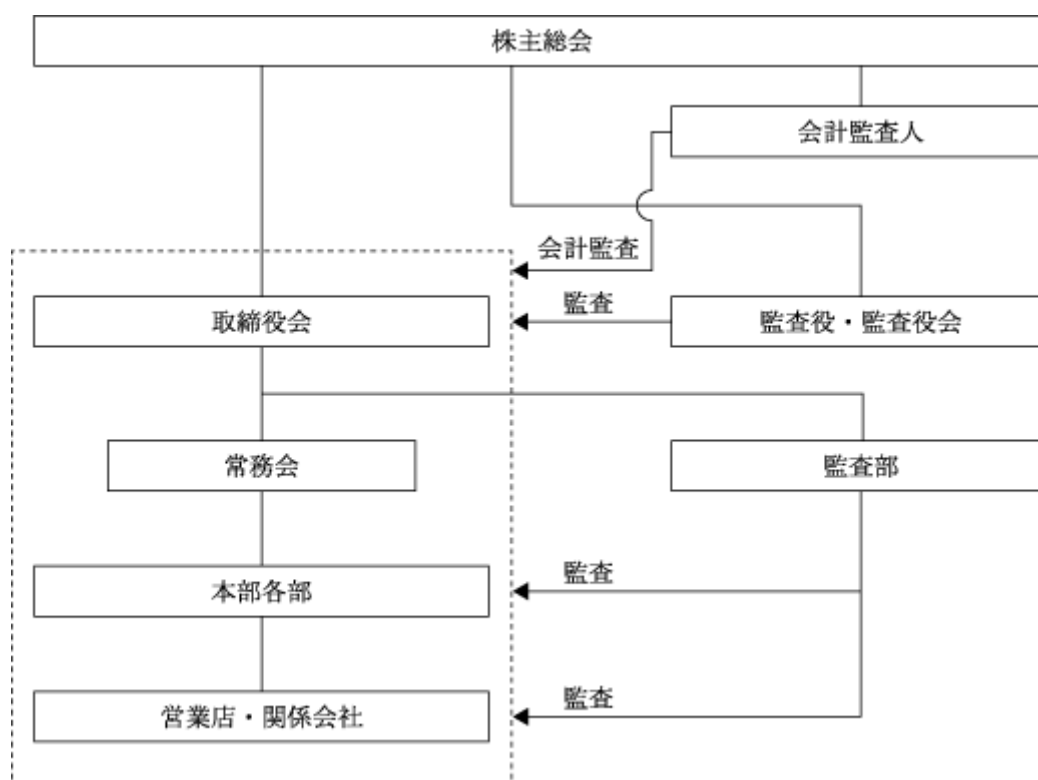 株主総会
会計監査人
会計監査
取締役会
監査
監査役・監査役会
常務会
監査部
本部各部
監査
営業店・関係会社
監査